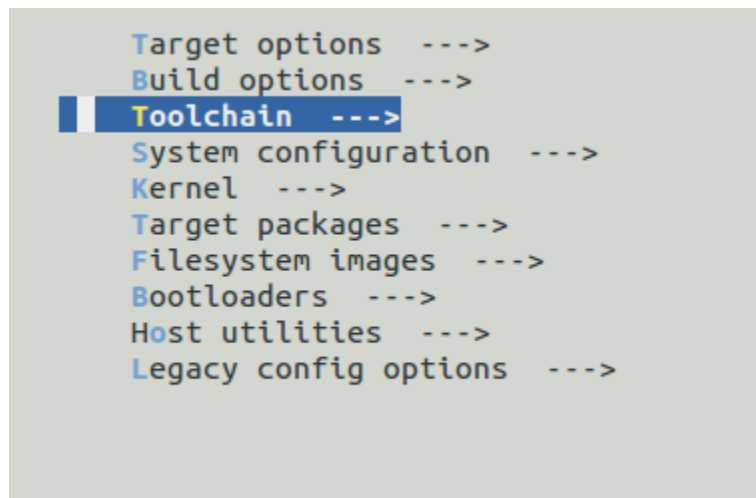 Target options  --->
Build options  --->
Toolchain  --->
System configuration  --->
Kernel  --->
Target packages  --->
Filesystem images  --->
Bootloaders  --->
Host utilities  --->
Legacy config options  --->